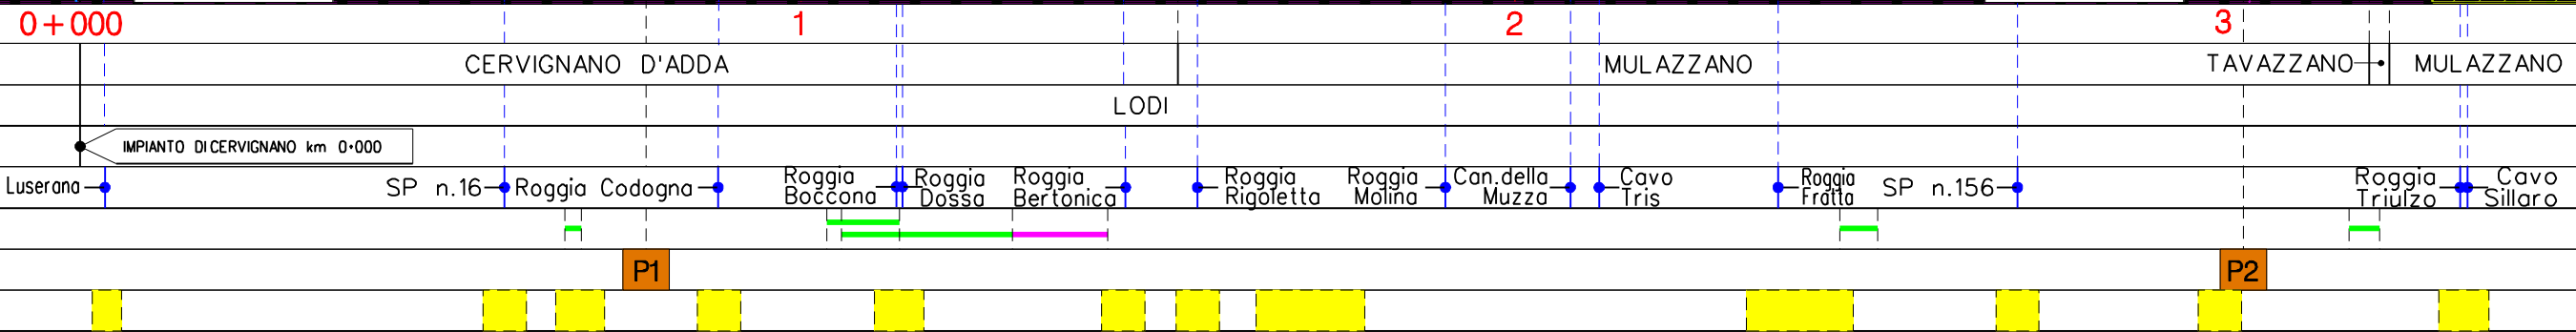 0+000 1 2 3
CERVIGNANO D'ADDA MULAZZANO TAVAZZANO MULAZZANO
LODI
IMPIANTO DI CERVIGNANO km 0+000
Luserana
SP n.16
Roggia Codogna
Roggia
Boccona
Roggia
Dossa
Roggia
Bertonica
Roggia
Rigoletta
Roggia
Molina
Can.della
Muzza
Cavo
Tris
Roggia
Fratta
SP n.156
Roggia
Triulzo
Cavo
Sillaro
P1 P2